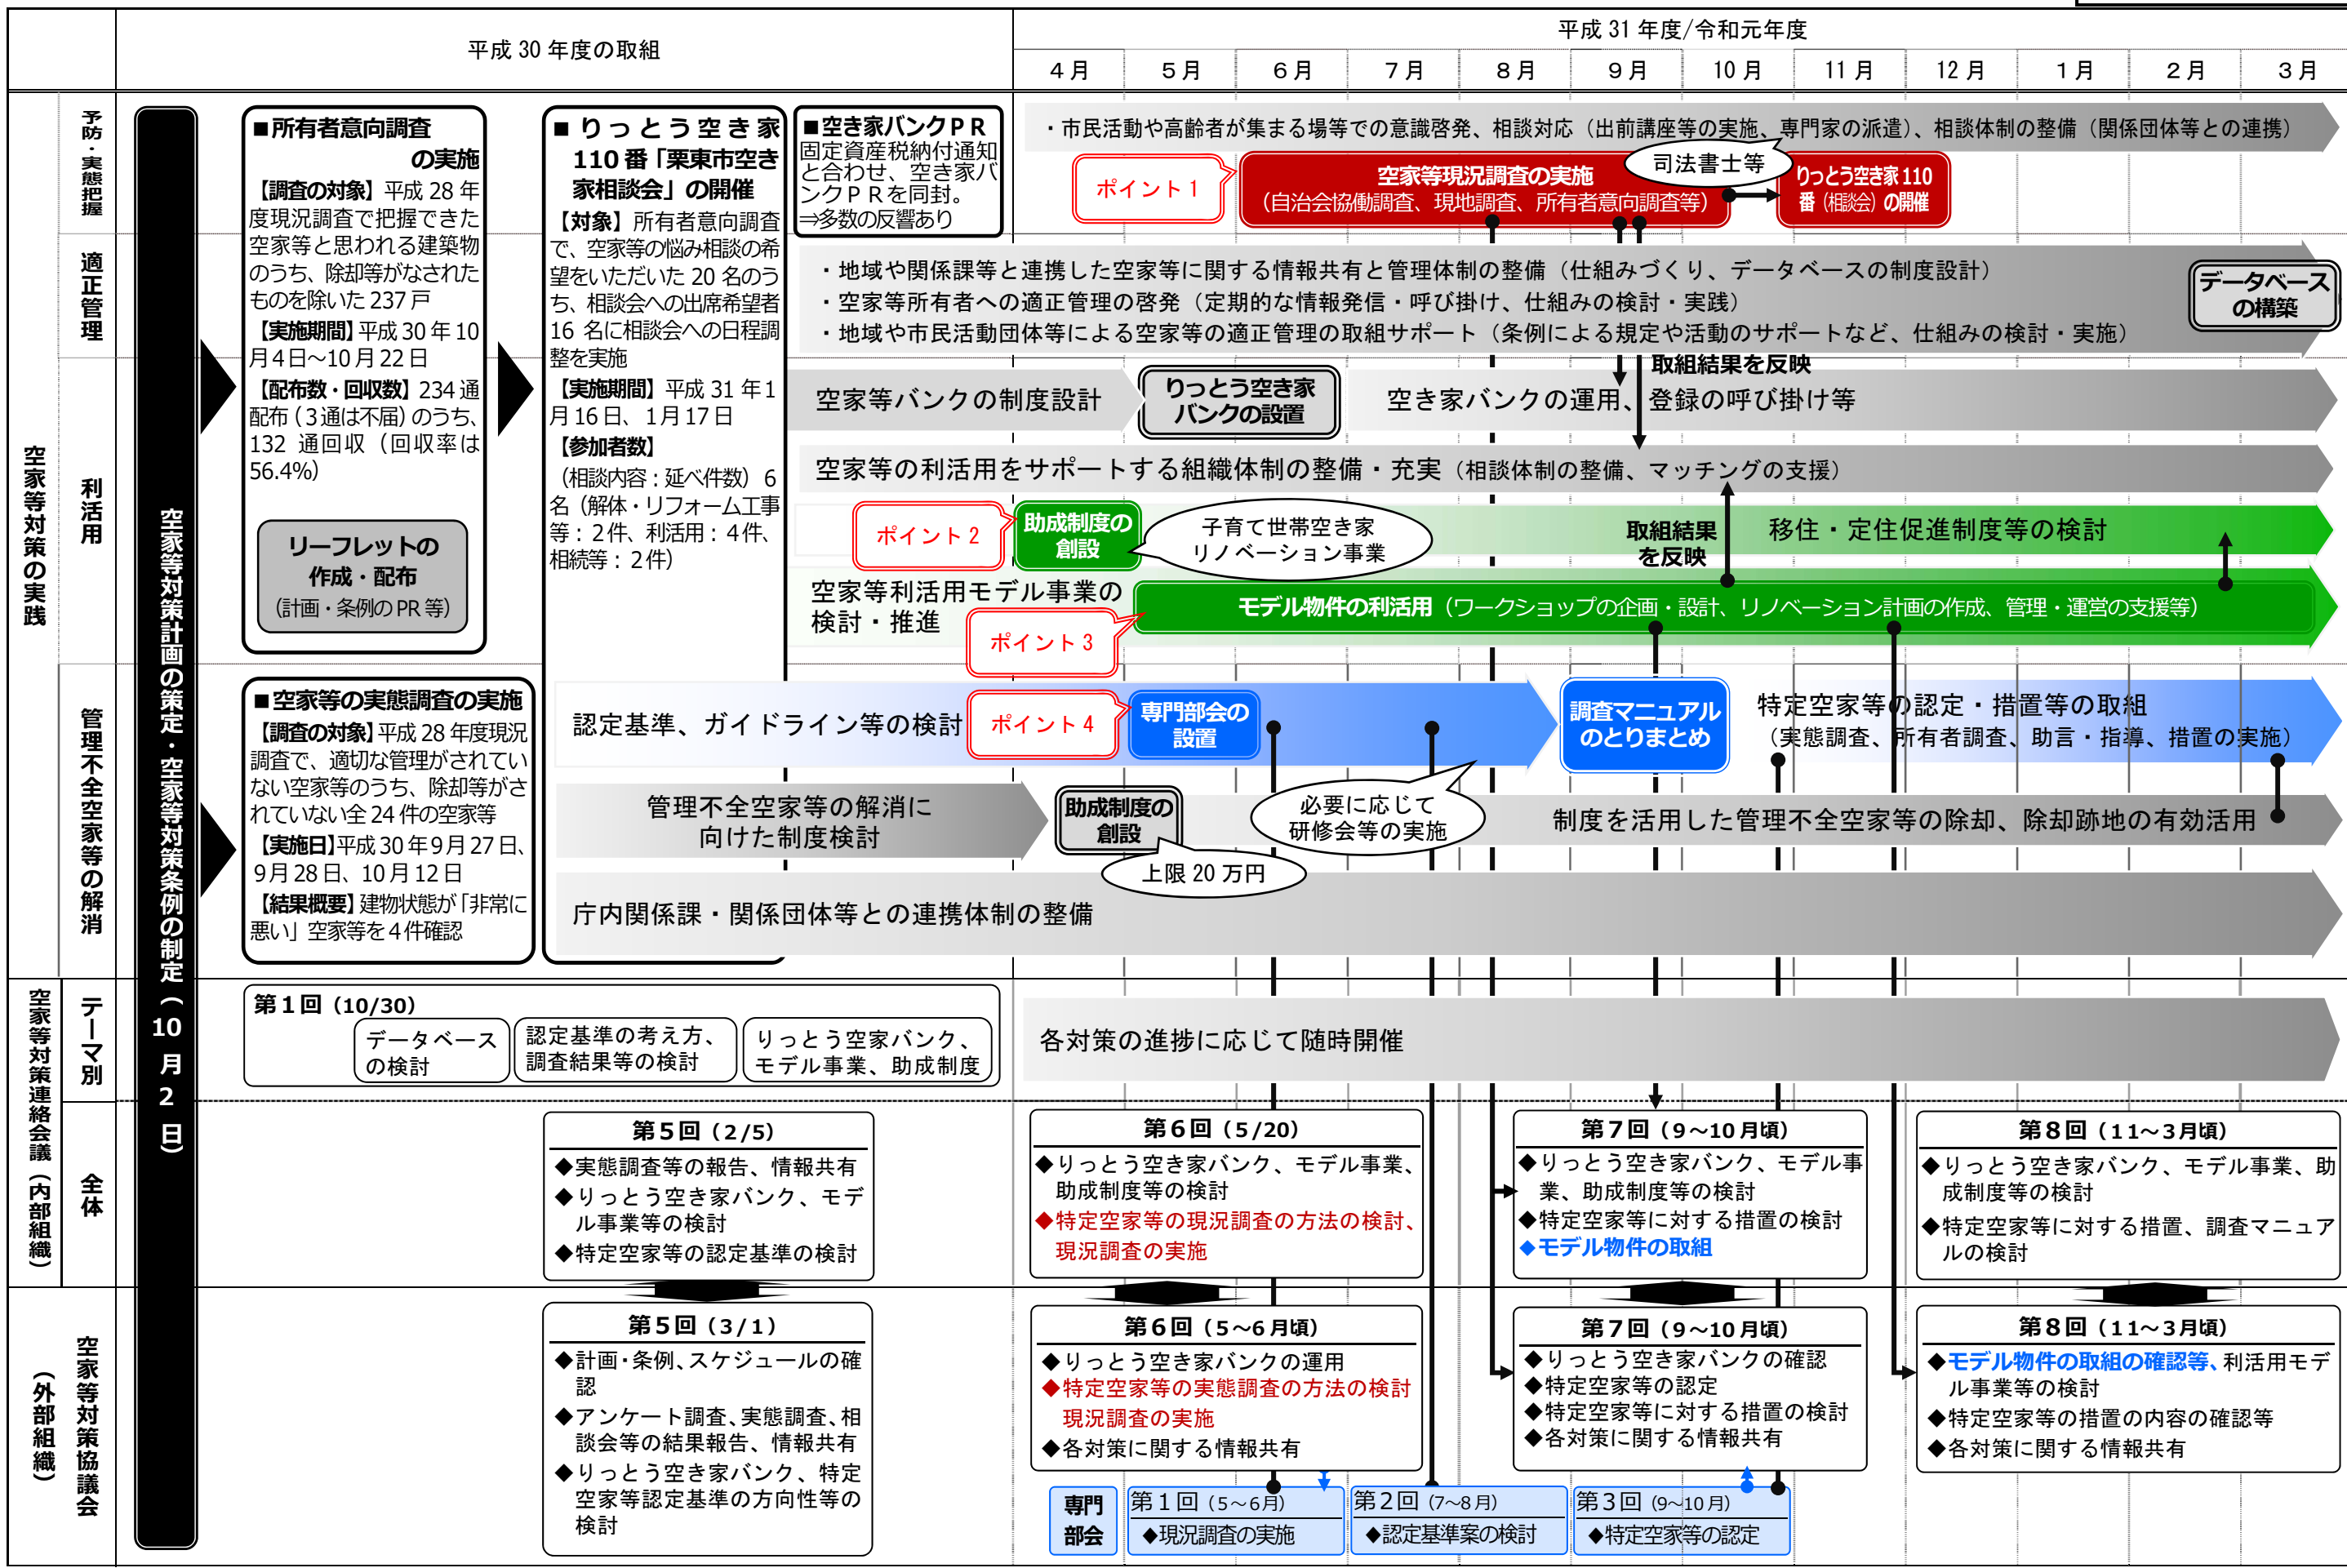 平成 30 年度の取組
平成 31 年度/令和元年度
4月
5月
6月
7月
8月
9月
10 月
11 月
12 月
1月
2月
3月
空家等対策の実践
予防・実態把握
適正管理
利活用
管理不全空家等の解消
空家等対策計画の策定・空家等対策条例の制定（10月2日）
■所有者意向調査
の実施
【調査の対象】平成 28 年
度現況調査で把握できた
空家等と思われる建築物
のうち、除却等がなされた
ものを除いた 237 戸
【実施期間】平成 30 年 10
月4日～10 月 22 日
【配布数・回収数】234 通
配布（3通は不届）のうち、
132 通回収（回収率は
56.4%）
リーフレットの
作成・配布
（計画・条例の PR 等）
■りっとう空き家
110 番「栗東市空き
家相談会」の開催
【対象】所有者意向調査
で、空家等の悩み相談の希
望をいただいた 20 名のう
ち、相談会への出席希望者
16 名に相談会への日程調
整を実施
【実施期間】平成 31 年1
月 16 日、1月 17 日
【参加者数】
（相談内容：延べ件数）6
名（解体・リフォーム工事
等：2件、利活用：4件、
相続等：2件）
■空き家バンクＰＲ
固定資産税納付通知
と合わせ、空き家バ
ンクＰＲを同封。
⇒多数の反響あり
・市民活動や高齢者が集まる場等での意識啓発、相談対応（出前講座等の実施、専門家の派遣）、相談体制の整備（関係団体等との連携）
ポイント 1
空家等現況調査の実施
（自治会協働調査、現地調査、所有者意向調査等）
司法書士等
りっとう空き家 110
番（相談会）の開催
・地域や関係課等と連携した空家等に関する情報共有と管理体制の整備（仕組みづくり、データベースの制度設計）
・空家等所有者への適正管理の啓発（定期的な情報発信・呼び掛け、仕組みの検討・実践）
・地域や市民活動団体等による空家等の適正管理の取組サポート（条例による規定や活動のサポートなど、仕組みの検討・実施）
データベース
の構築
取組結果を反映
空家等バンクの制度設計
りっとう空き家
バンクの設置
空き家バンクの運用、登録の呼び掛け等
空家等の利活用をサポートする組織体制の整備・充実（相談体制の整備、マッチングの支援）
ポイント 2
助成制度の
創設
子育て世帯空き家
リノベーション事業
取組結果
を反映
移住・定住促進制度等の検討
空家等利活用モデル事業の
検討・推進
ポイント 3
モデル物件の利活用（ワークショップの企画・設計、リノベーション計画の作成、管理・運営の支援等）
■空家等の実態調査の実施
【調査の対象】平成 28 年度現況
調査で、適切な管理がされてい
ない空家等のうち、除却等がさ
れていない全 24 件の空家等
【実施日】平成 30 年9月 27 日、
9月 28 日、10 月 12 日
【結果概要】建物状態が「非常に
悪い」空家等を4件確認
認定基準、ガイドライン等の検討
ポイント 4
専門部会の
設置
調査マニュアル
のとりまとめ
特定空家等の認定・措置等の取組
（実態調査、所有者調査、助言・指導、措置の実施）
管理不全空家等の解消に
向けた制度検討
助成制度の
創設
上限 20 万円
必要に応じて
研修会等の実施
制度を活用した管理不全空家等の除却、除却跡地の有効活用
庁内関係課・関係団体等との連携体制の整備
空家等対策連絡会議（内部組織）
テーマ別
全体
第1回（10/30）
データベース
の検討
認定基準の考え方、
調査結果等の検討
りっとう空家バンク、
モデル事業、助成制度
各対策の進捗に応じて随時開催
第5回（2/5）
◆実態調査等の報告、情報共有
◆りっとう空き家バンク、モデ
ル事業等の検討
◆特定空家等の認定基準の検討
第6回（5/20）
◆りっとう空き家バンク、モデル事業、
助成制度等の検討
◆特定空家等の現況調査の方法の検討、
現況調査の実施
第7回（9～10 月頃）
◆りっとう空き家バンク、モデル事
業、助成制度等の検討
◆特定空家等に対する措置の検討
◆モデル物件の取組
第8回（11～3月頃）
◆りっとう空き家バンク、モデル事業、助
成制度等の検討
◆特定空家等に対する措置、調査マニュア
ルの検討
空家等対策協議会
（外部組織）
第5回（3/1）
◆計画・条例、スケジュールの確
認
◆アンケート調査、実態調査、相
談会等の結果報告、情報共有
◆りっとう空き家バンク、特定
空家等認定基準の方向性等の
検討
第6回（5～6月頃）
◆りっとう空き家バンクの運用
◆特定空家等の実態調査の方法の検討
現況調査の実施
◆各対策に関する情報共有
第7回（9～10 月頃）
◆りっとう空き家バンクの確認
◆特定空家等の認定
◆特定空家等に対する措置の検討
◆各対策に関する情報共有
第8回（11～3月頃）
◆モデル物件の取組の確認等、利活用モデ
ル事業等の検討
◆特定空家等の措置の内容の確認等
◆各対策に関する情報共有
専門
部会
第1回（5～6月）
◆現況調査の実施
第2回（7～8月）
◆認定基準案の検討
第3回（9～10 月）
◆特定空家等の認定